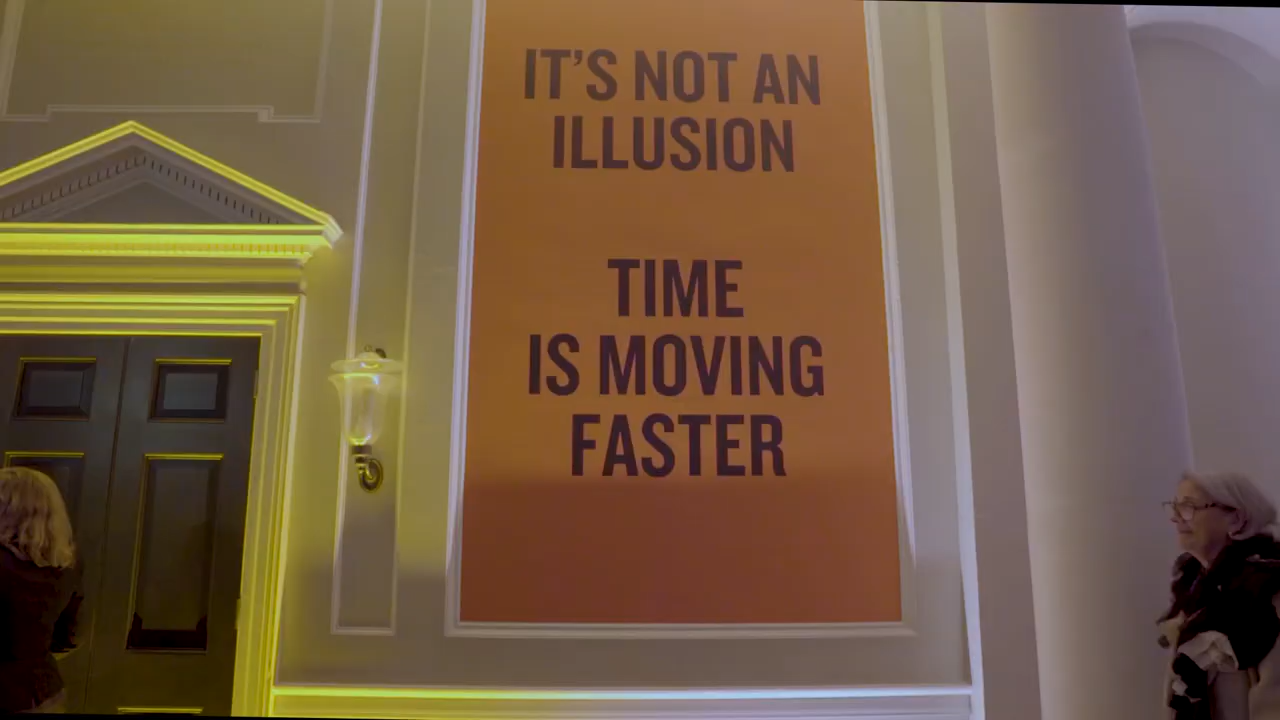 IT'S NOT AN
ILLUSION
TIME
IS MOVING
FASTER